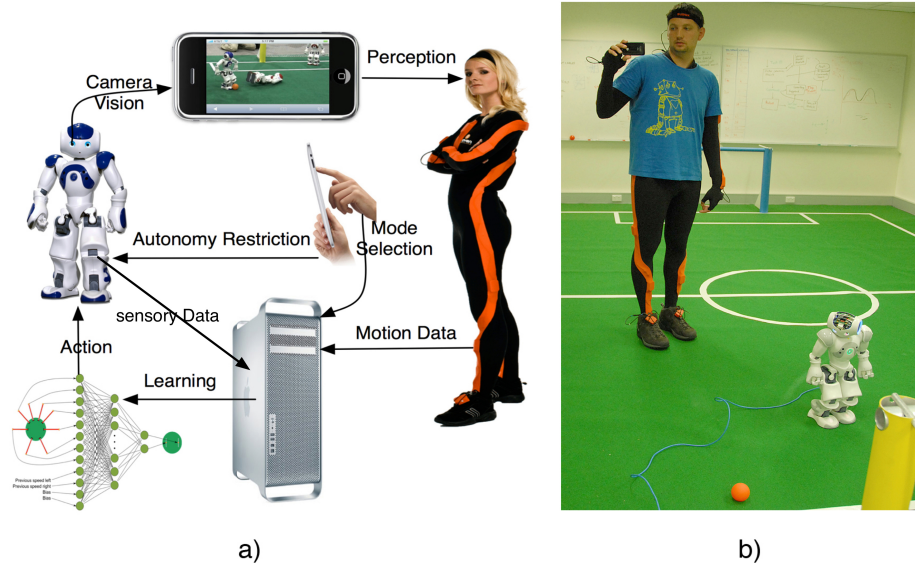 Camera
Vision
Perception
Autonomy Restriction
Mode
Selection
sensory Data
Motion Data
Action
Learning
Previous speed left
Previous speed right
Bias
Bias
a)
b)